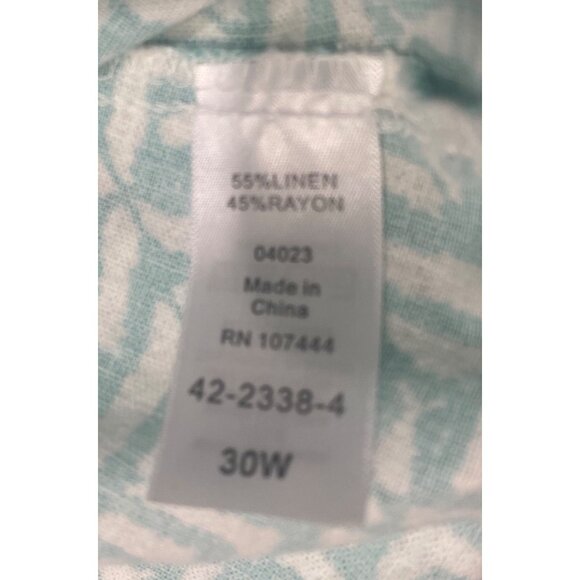 55%LINEN
45%RAYON
04023
Made in
China
RN 107444
42-2338-4
30W